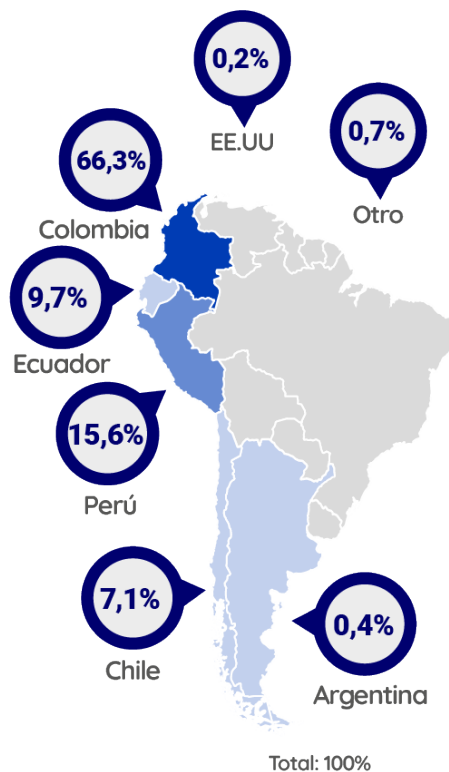 0,2%
EE.UU
0,7%
Otro
66,3%
Colombia
9,7%
Ecuador
15,6%
Perú
7,1%
Chile
0,4%
Argentina
Total: 100%